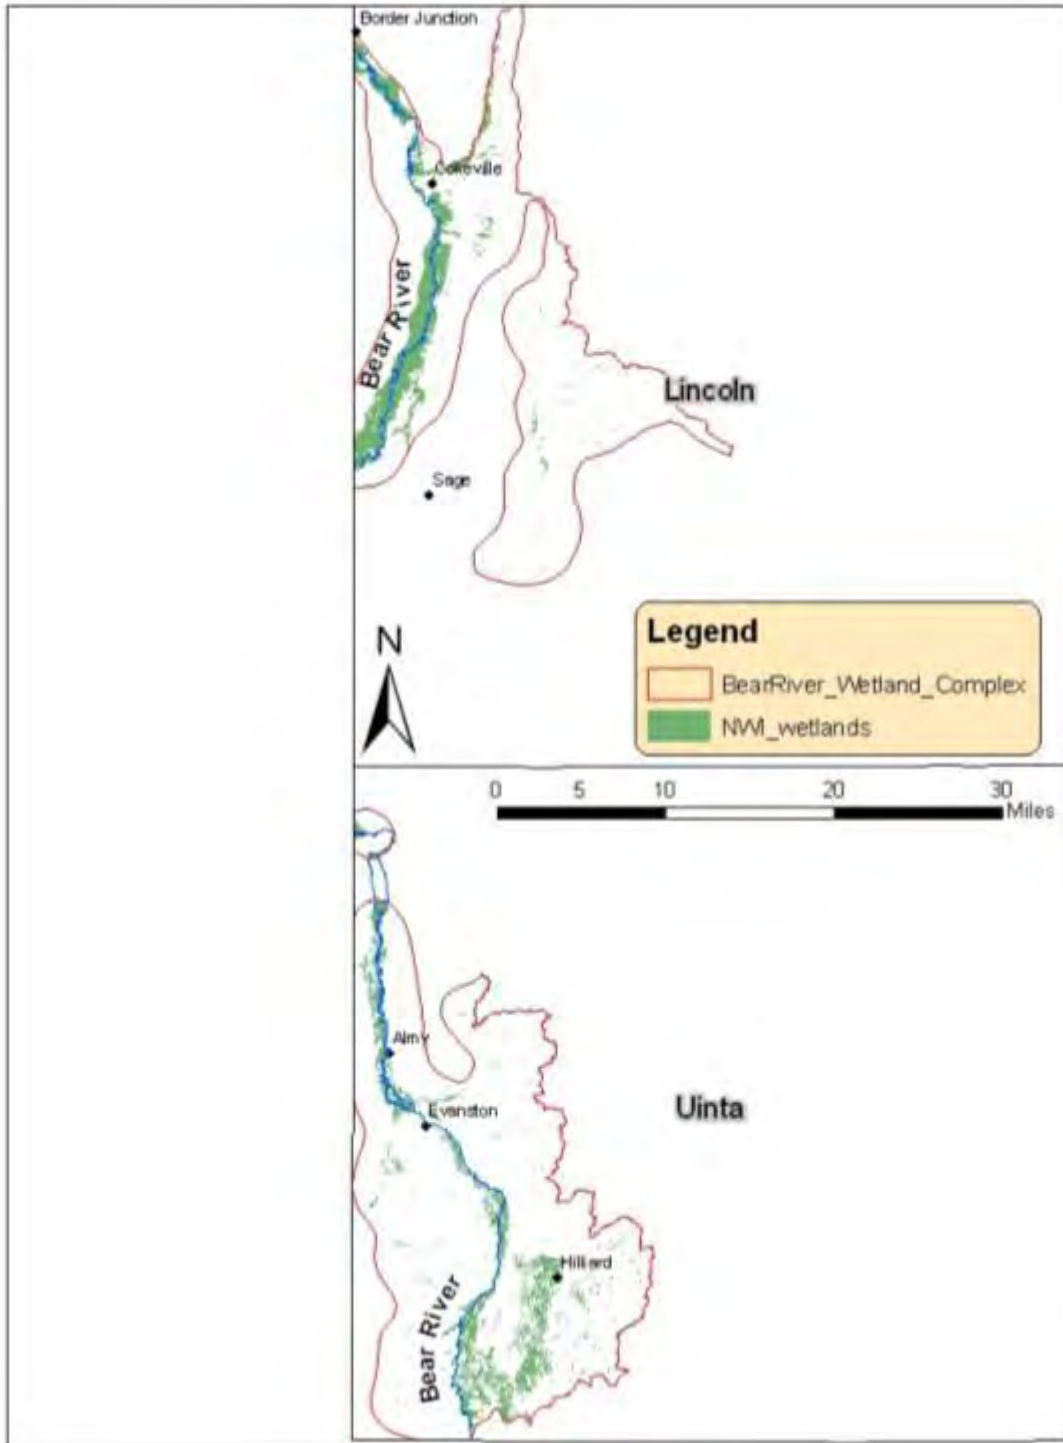 Border Junction
Cokeville
Bear River
Lincoln
Sage
N
Legend
BearRiver_Wetland_Complex
NWI_wetlands
0 5 10 20 30
Miles
Almy
Evanston
Uinta
Hilliard
Bear River